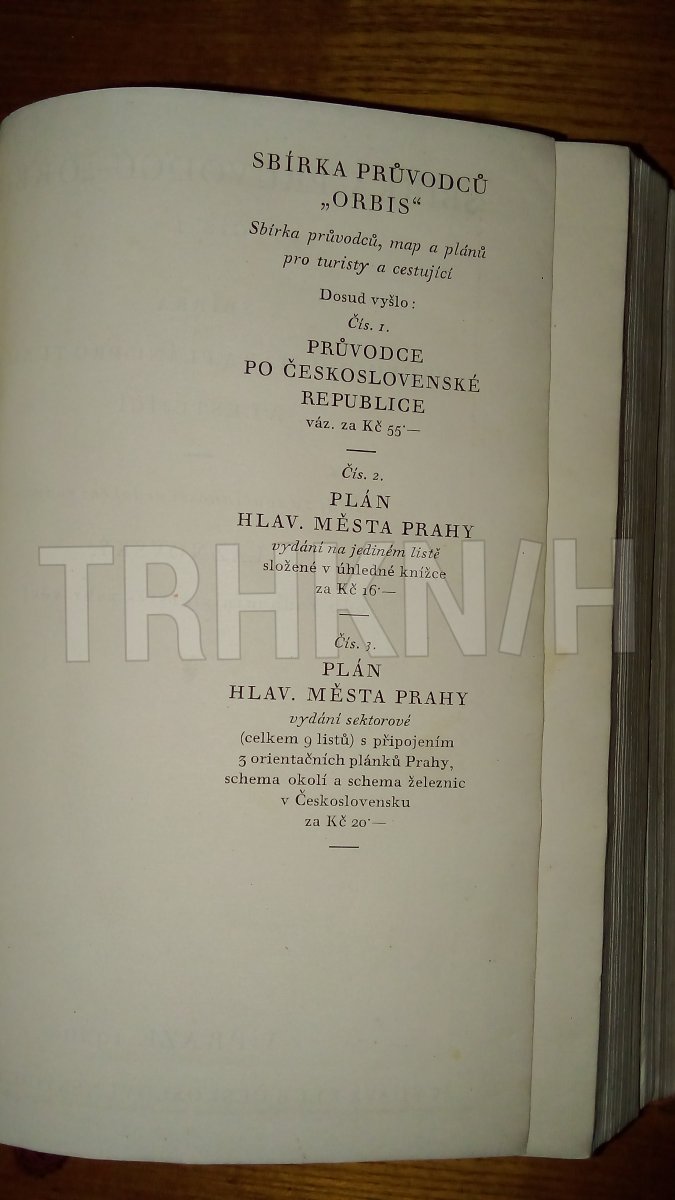 SBÍRKA PRŮVODCŮ
„ORBIS“
Sbírka průvodců, map a plánů
pro turisty a cestující
Dosud vyšlo:
Čís. 1.
PRŮVODCE
PO ČESKOSLOVENSKÉ
REPUBLICE
váz. za Kč 55·—
Čís. 2.
PLÁN
HLAV. MĚSTA PRAHY
vydání na jediném listě
složené v úhledné knížce
za Kč 16·—
Čís. 3.
PLÁN
HLAV. MĚSTA PRAHY
vydání sektorové
(celkem 9 listů) s připojením
3 orientačních plánků Prahy,
schema okolí a schema železnic
v Československu
za Kč 20·—
TRHKN/H